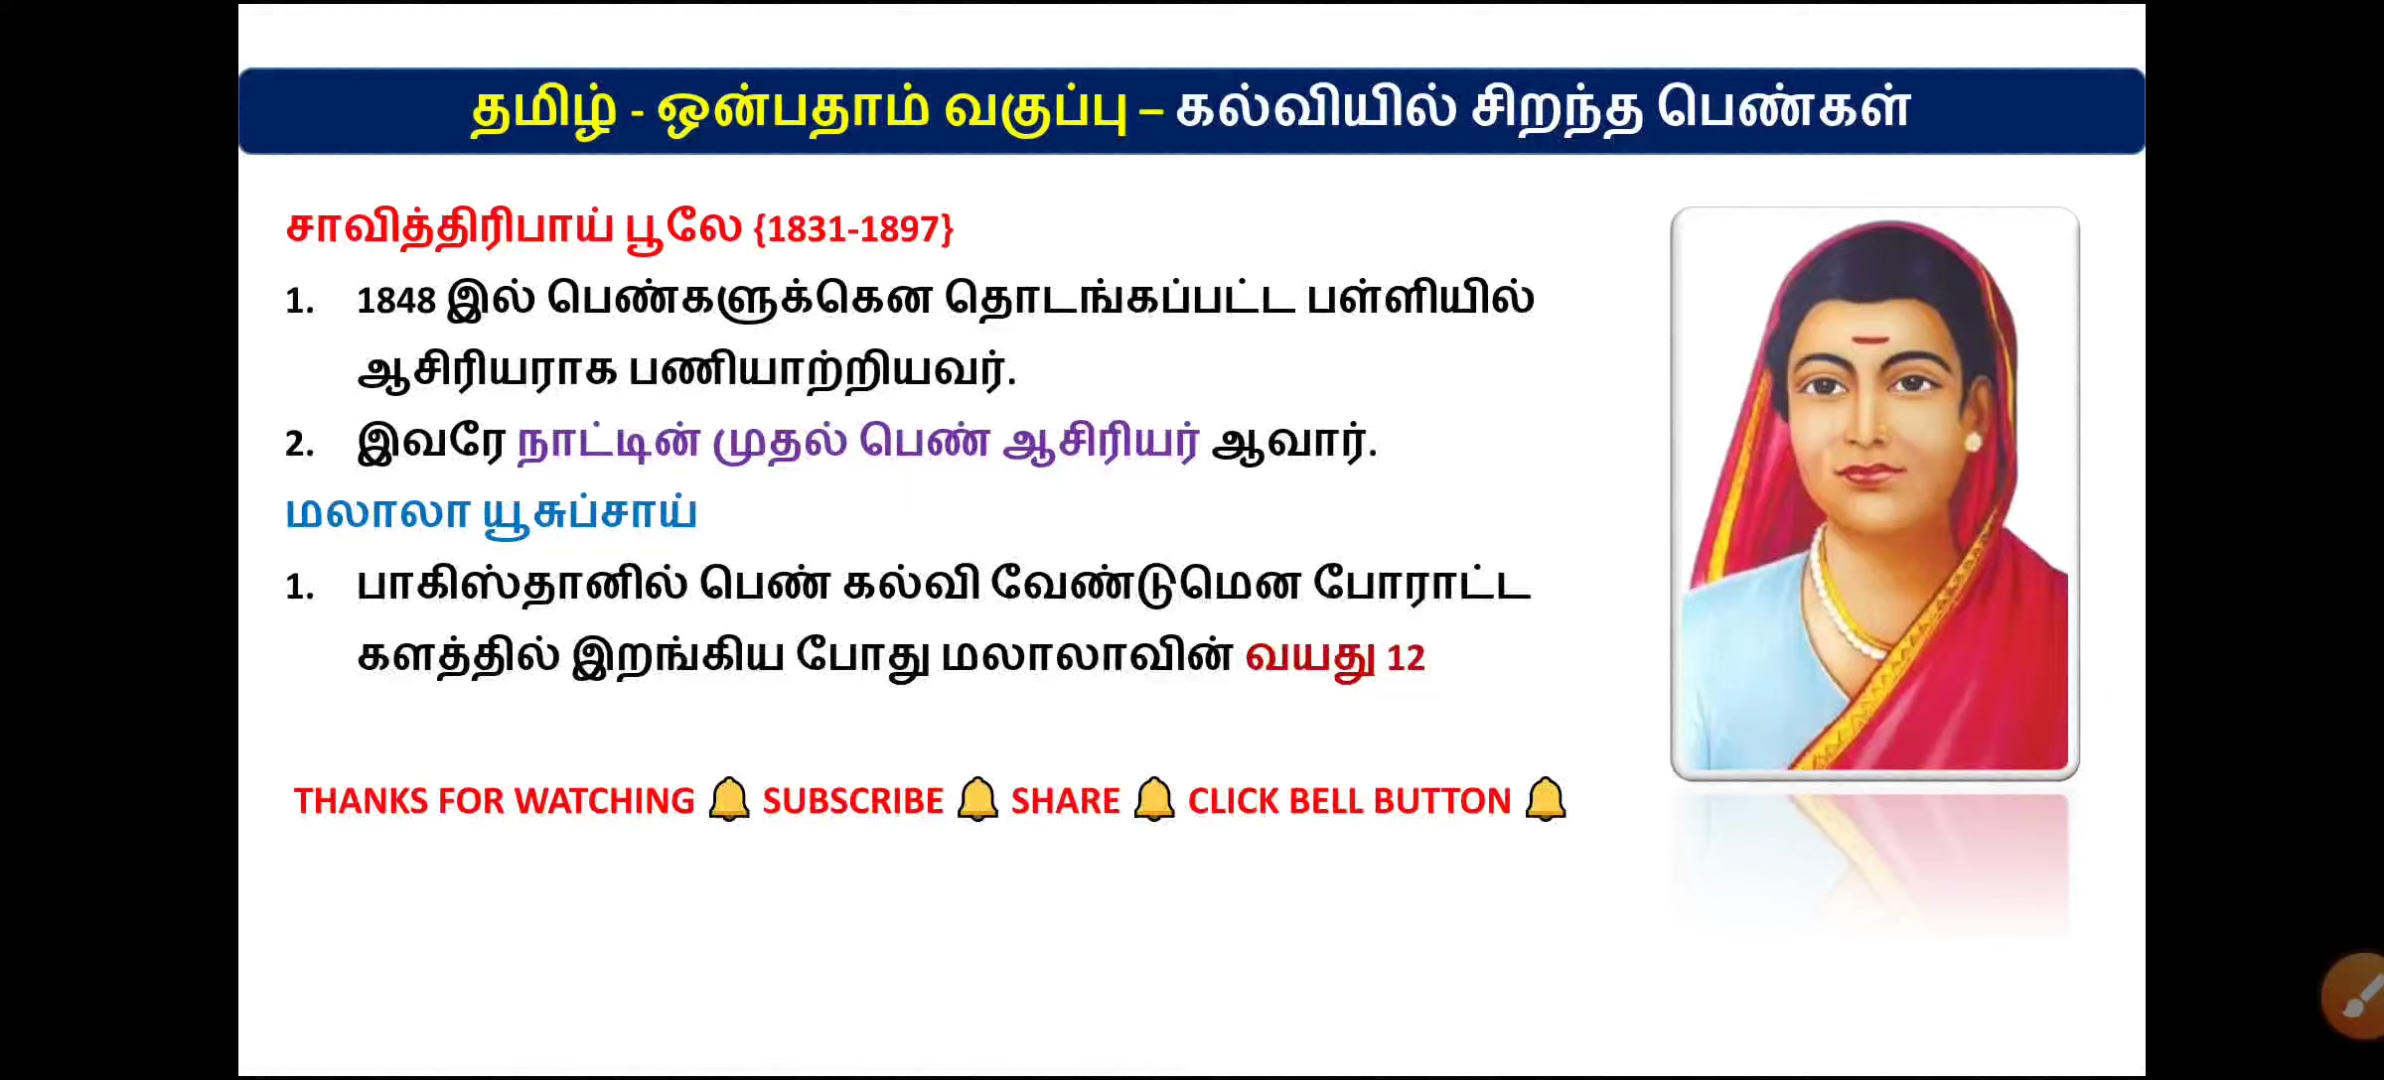 தமிழ் - ஒன்பதாம் வகுப்பு – கல்வியில் சிறந்த பெண்கள்
சாவித்திரிபாய் பூலே {1831-1897}
1. 1848 இல் பெண்களுக்கென தொடங்கப்பட்ட பள்ளியில்
ஆசிரியராக பணியாற்றியவர்.
2. இவரே நாட்டின் முதல் பெண் ஆசிரியர் ஆவார்.
மலாலா யூசுப்சாய்
1. பாகிஸ்தானில் பெண் கல்வி வேண்டுமென போராட்ட
களத்தில் இறங்கிய போது மலாலாவின் வயது 12
THANKS FOR WATCHING 🔔 SUBSCRIBE 🔔 SHARE 🔔 CLICK BELL BUTTON 🔔